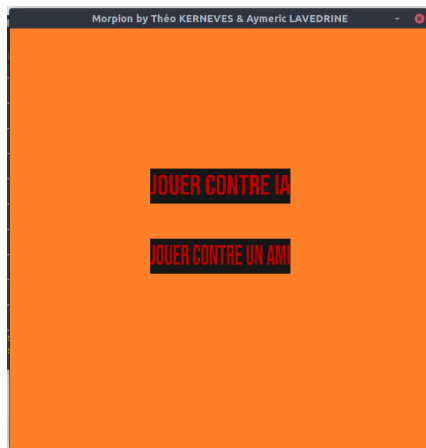 Morpion by Théo KERNEVES & Aymeric LAVEDRINE
JOUER CONTRE IA
JOUER CONTRE UN AMI